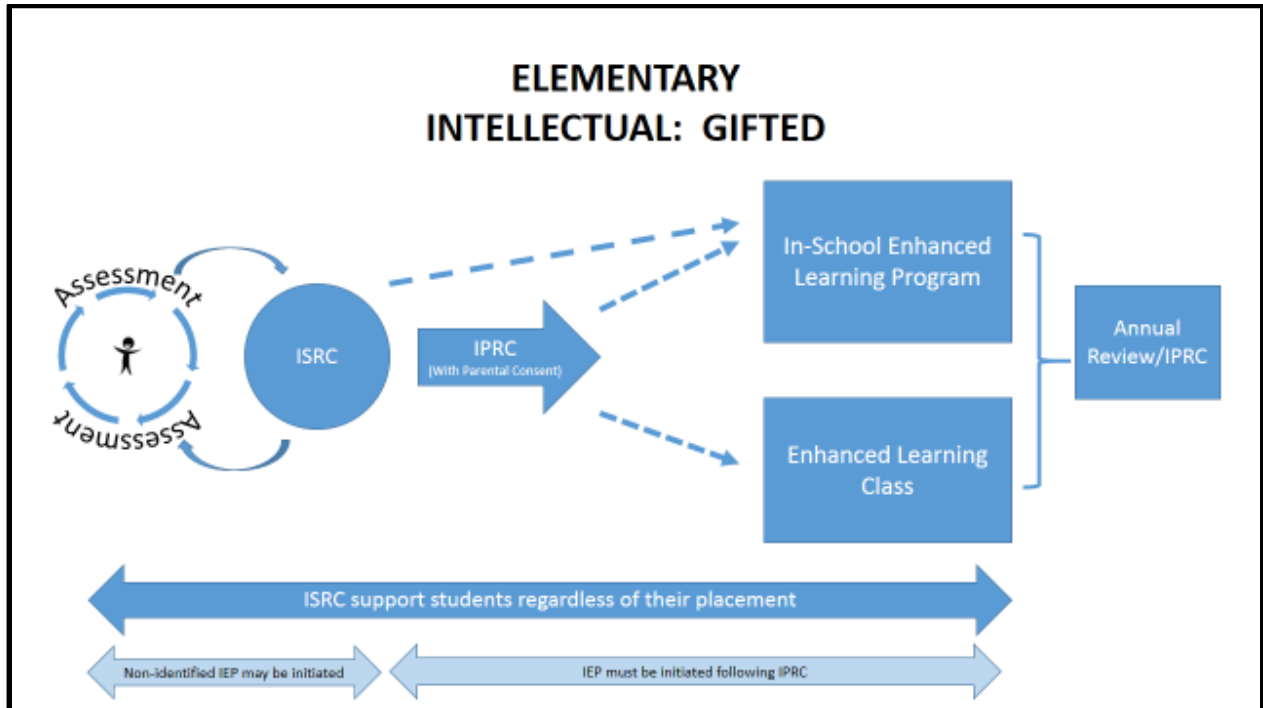 ELEMENTARY
INTELLECTUAL: GIFTED
Assessment
Assessment
ISRC
IPRC
(With Parental Consent)
In-School Enhanced
Learning Program
Enhanced Learning
Class
Annual
Review/IPRC
ISRC support students regardless of their placement
Non-identified IEP may be initiated
IEP must be initiated following IPRC